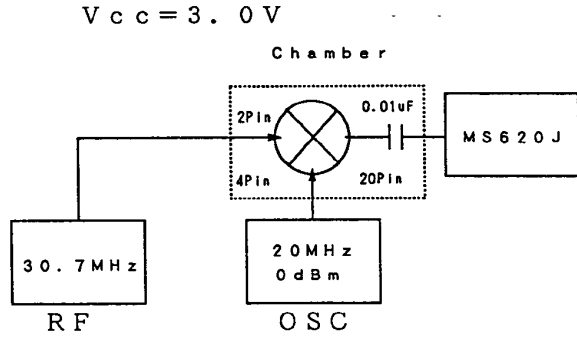 Vcc=3.0V
Chamber
2Pin
0.01uF
MS620J
4Pin
20Pin
30.7MHz
20MHz
0dBm
RF
OSC